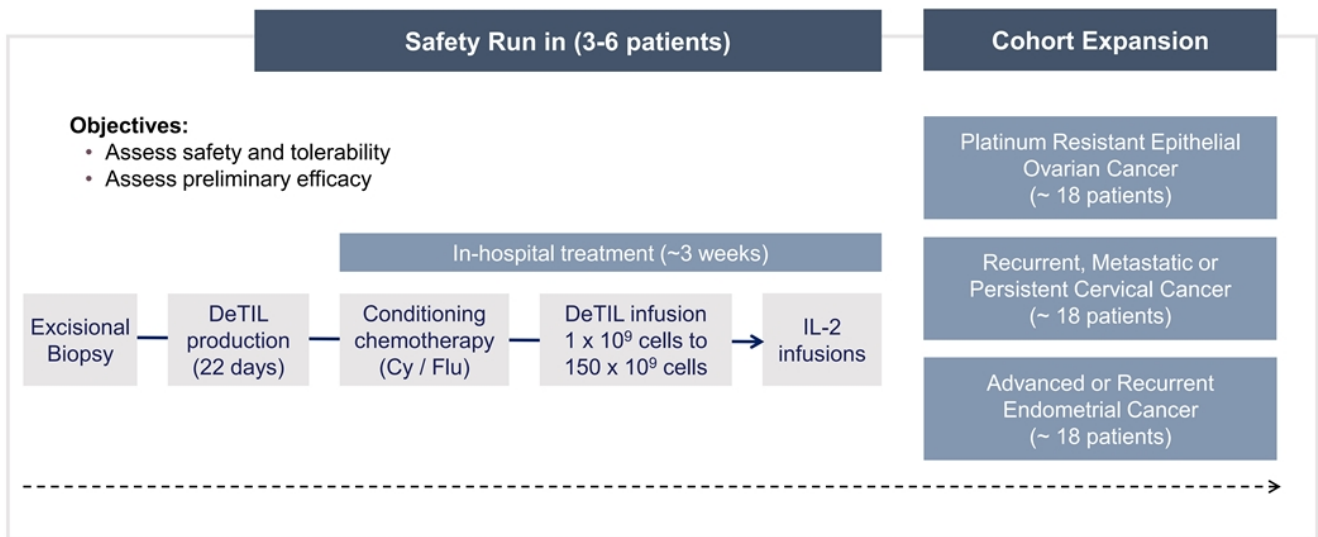 Safety Run in (3-6 patients)
Cohort Expansion
Objectives:
• Assess safety and tolerability
• Assess preliminary efficacy
In-hospital treatment (~3 weeks)
Excisional
Biopsy
DeTIL
production
(22 days)
Conditioning
chemotherapy
(Cy / Flu)
DeTIL infusion
1 x 10⁹ cells to
150 x 10⁹ cells
IL-2
infusions
Platinum Resistant Epithelial
Ovarian Cancer
(~ 18 patients)
Recurrent, Metastatic or
Persistent Cervical Cancer
(~ 18 patients)
Advanced or Recurrent
Endometrial Cancer
(~ 18 patients)